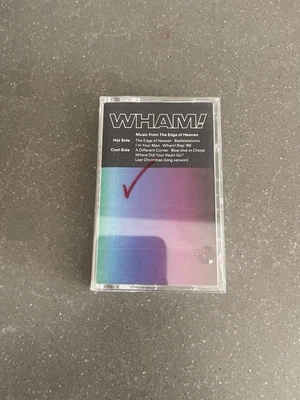 WHAM!
Music From The Edge of Heaven
Hot Side The Edge of Heaven Battlestations
I'm Your Man Wham! Rap '86
Cool Side A Different Corner Blue (live in China)
Where Did Your Heart Go?
Last Christmas (long version)